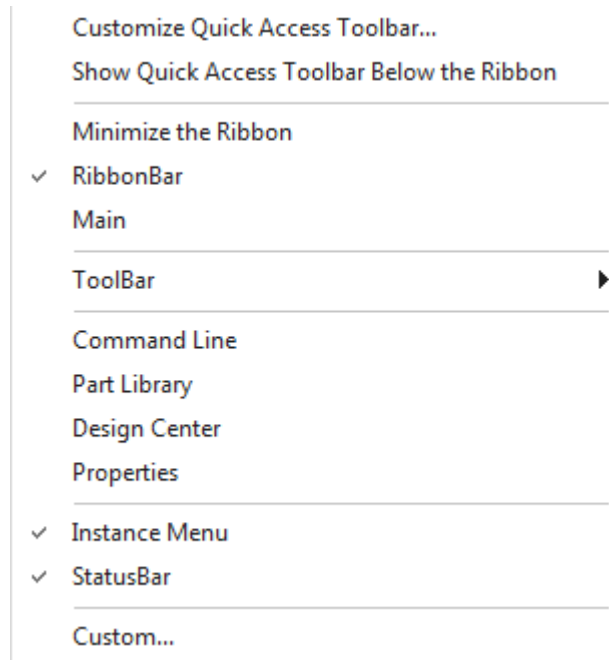 Customize Quick Access Toolbar...
Show Quick Access Toolbar Below the Ribbon
Minimize the Ribbon
RibbonBar
Main
ToolBar
Command Line
Part Library
Design Center
Properties
Instance Menu
StatusBar
Custom...